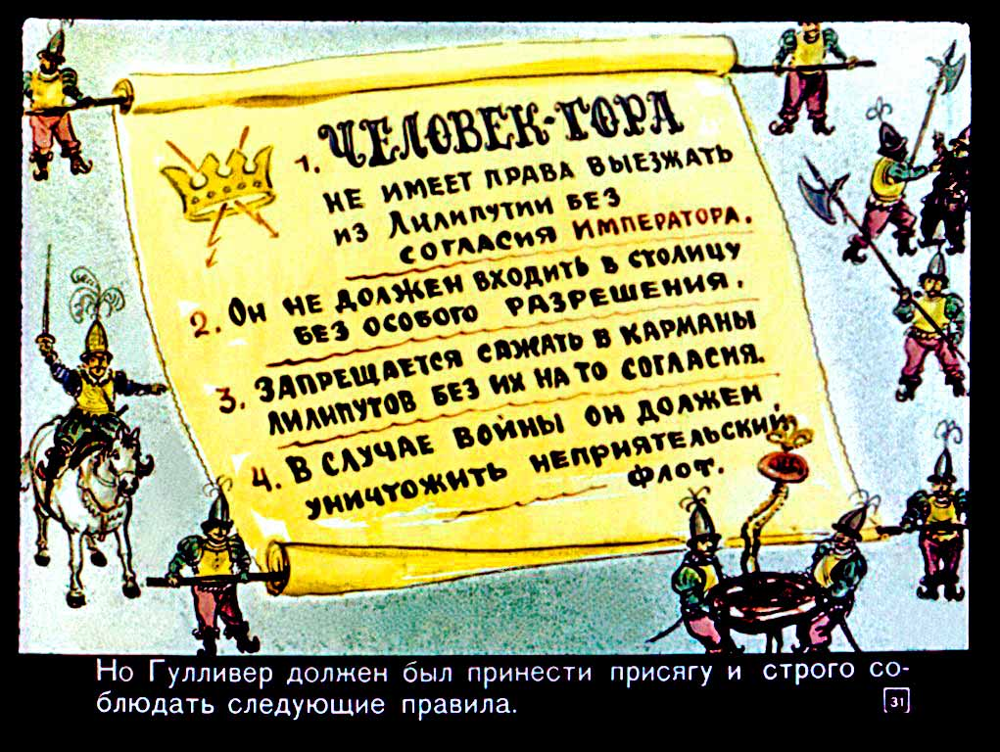 ЧЕЛОВЕК-ГОРА
1. НЕ ИМЕЕТ ПРАВА ВЫЕЗЖАТЬ
ИЗ ЛИЛИПУТИИ БЕЗ
СОГЛАСИЯ ИМПЕРАТОРА.
2. ОН НЕ ДОЛЖЕН ВХОДИТЬ В СТОЛИЦУ
БЕЗ ОСОБОГО РАЗРЕШЕНИЯ.
3. ЗАПРЕЩАЕТСЯ САЖАТЬ В КАРМАНЫ
ЛИЛИПУТОВ БЕЗ ИХ НА ТО СОГЛАСИЯ.
4. В СЛУЧАЕ ВОЙНЫ ОН ДОЛЖЕН
УНИЧТОЖИТЬ НЕПРИЯТЕЛЬСКИЙ
ФЛОТ.
Но Гулливер должен был принести присягу и строго со-
блюдать следующие правила.
31